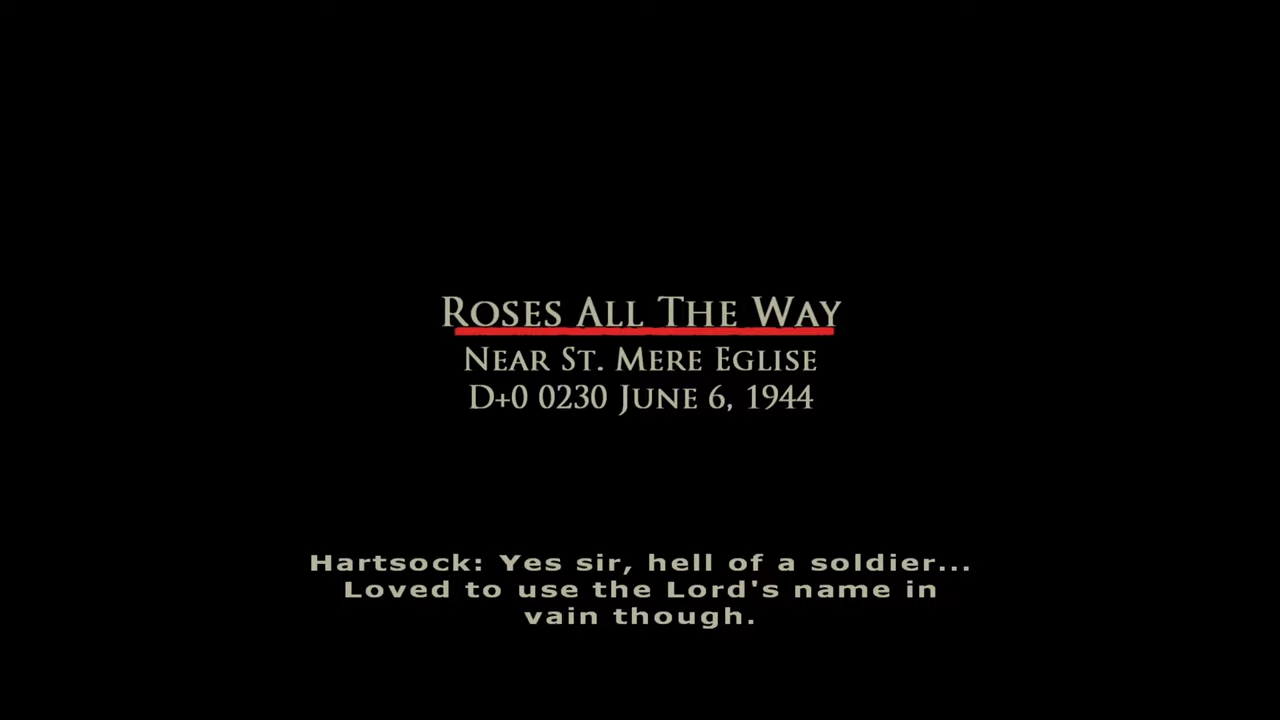 Roses All The Way
Near St. Mere Eglise
D+0 0230 June 6, 1944
Hartsock: Yes sir, hell of a soldier...
Loved to use the Lord's name in
vain though.